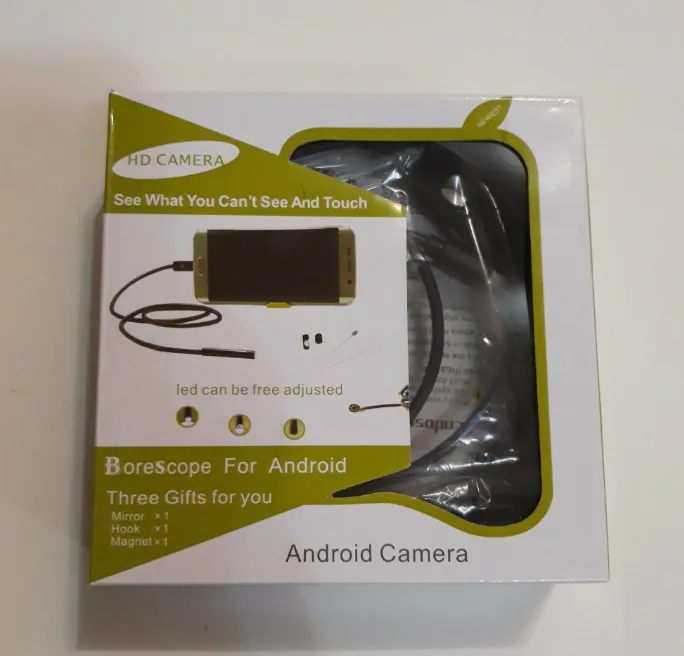 NEWEST
HD CAMERA
See What You Can't See And Touch
led can be free adjusted
Borescope For Android
Three Gifts for you
Mirror ×1
Hook ×1
Magnet×1
Android Camera